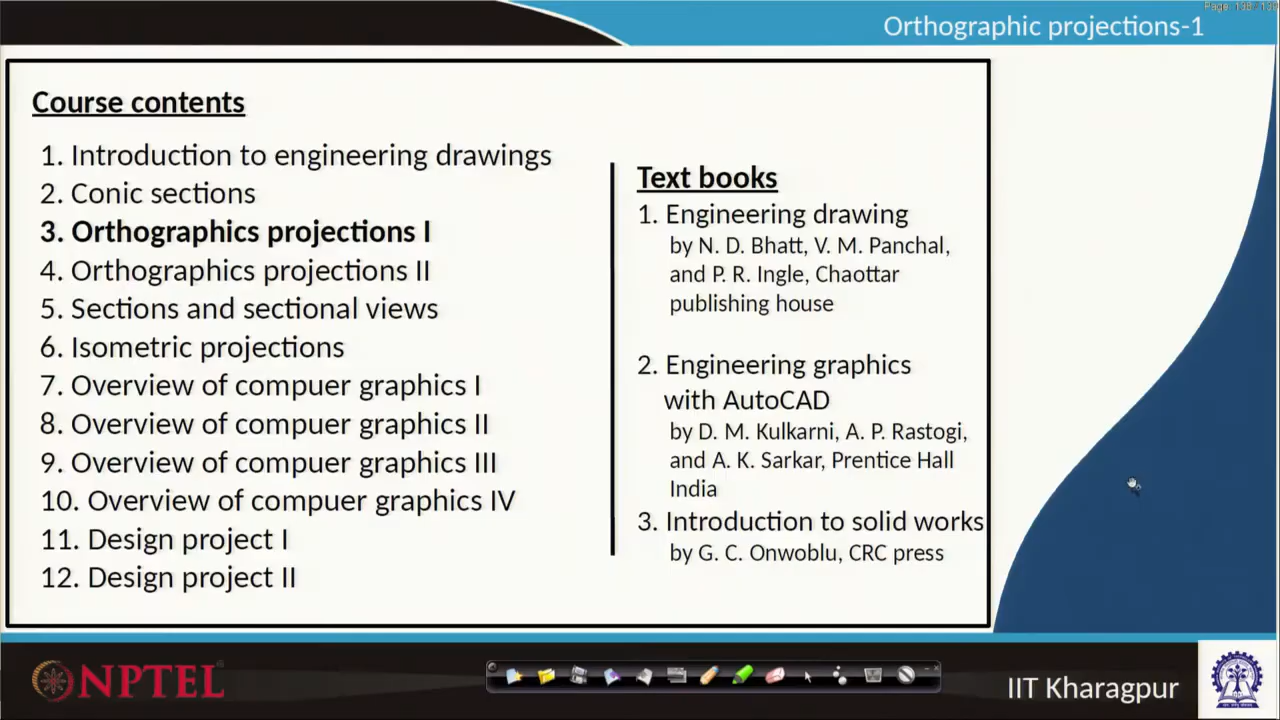 Orthographic projections-1
Course contents
1. Introduction to engineering drawings
2. Conic sections
3. Orthographics projections I
4. Orthographics projections II
5. Sections and sectional views
6. Isometric projections
7. Overview of compuer graphics I
8. Overview of compuer graphics II
9. Overview of compuer graphics III
10. Overview of compuer graphics IV
11. Design project I
12. Design project II
Text books
1. Engineering drawing
by N. D. Bhatt, V. M. Panchal,
and P. R. Ingle, Chaottar
publishing house
2. Engineering graphics
with AutoCAD
by D. M. Kulkarni, A. P. Rastogi,
and A. K. Sarkar, Prentice Hall
India
3. Introduction to solid works
by G. C. Onwoblu, CRC press
NPTEL
IIT Kharagpur